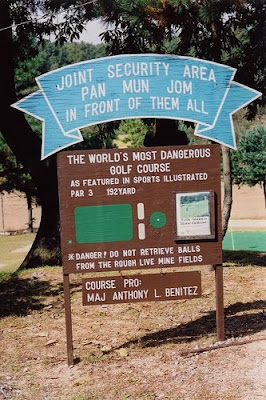 JOINT SECURITY AREA
PAN MUN JOM
IN FRONT OF THEM ALL
THE WORLD'S MOST DANGEROUS
GOLF COURSE
AS FEATURED IN SPORTS ILLUSTRATED
PAR 3 192YARD
※DANGER! DO NOT RETRIEVE BALLS
FROM THE ROUGH LIVE MINE FIELDS
COURSE PRO:
MAJ ANTHONY L. BENITEZ